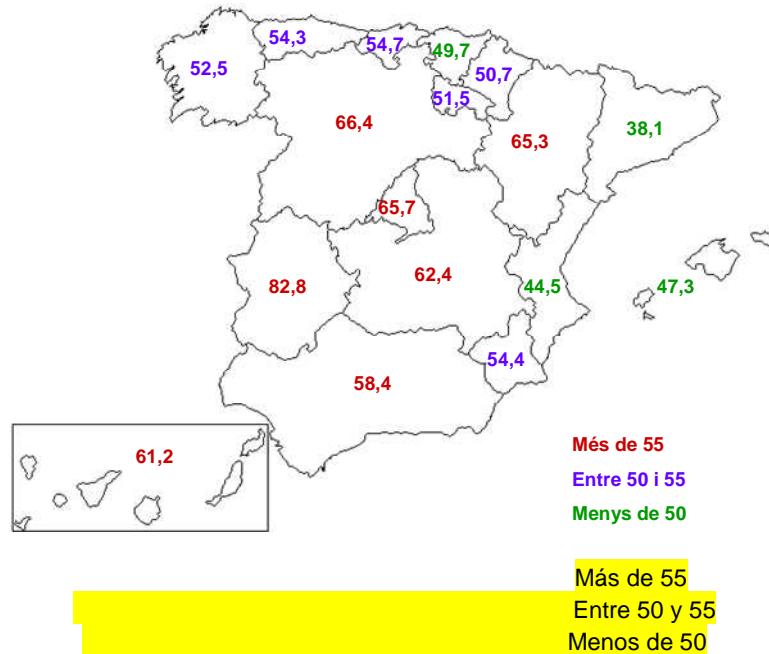 54,3
54,7
49,7
52,5
50,7
51,5
66,4
65,3
38,1
65,7
82,8
62,4
44,5
47,3
54,4
58,4
61,2
Més de 55
Entre 50 i 55
Menys de 50
Más de 55
Entre 50 y 55
Menos de 50